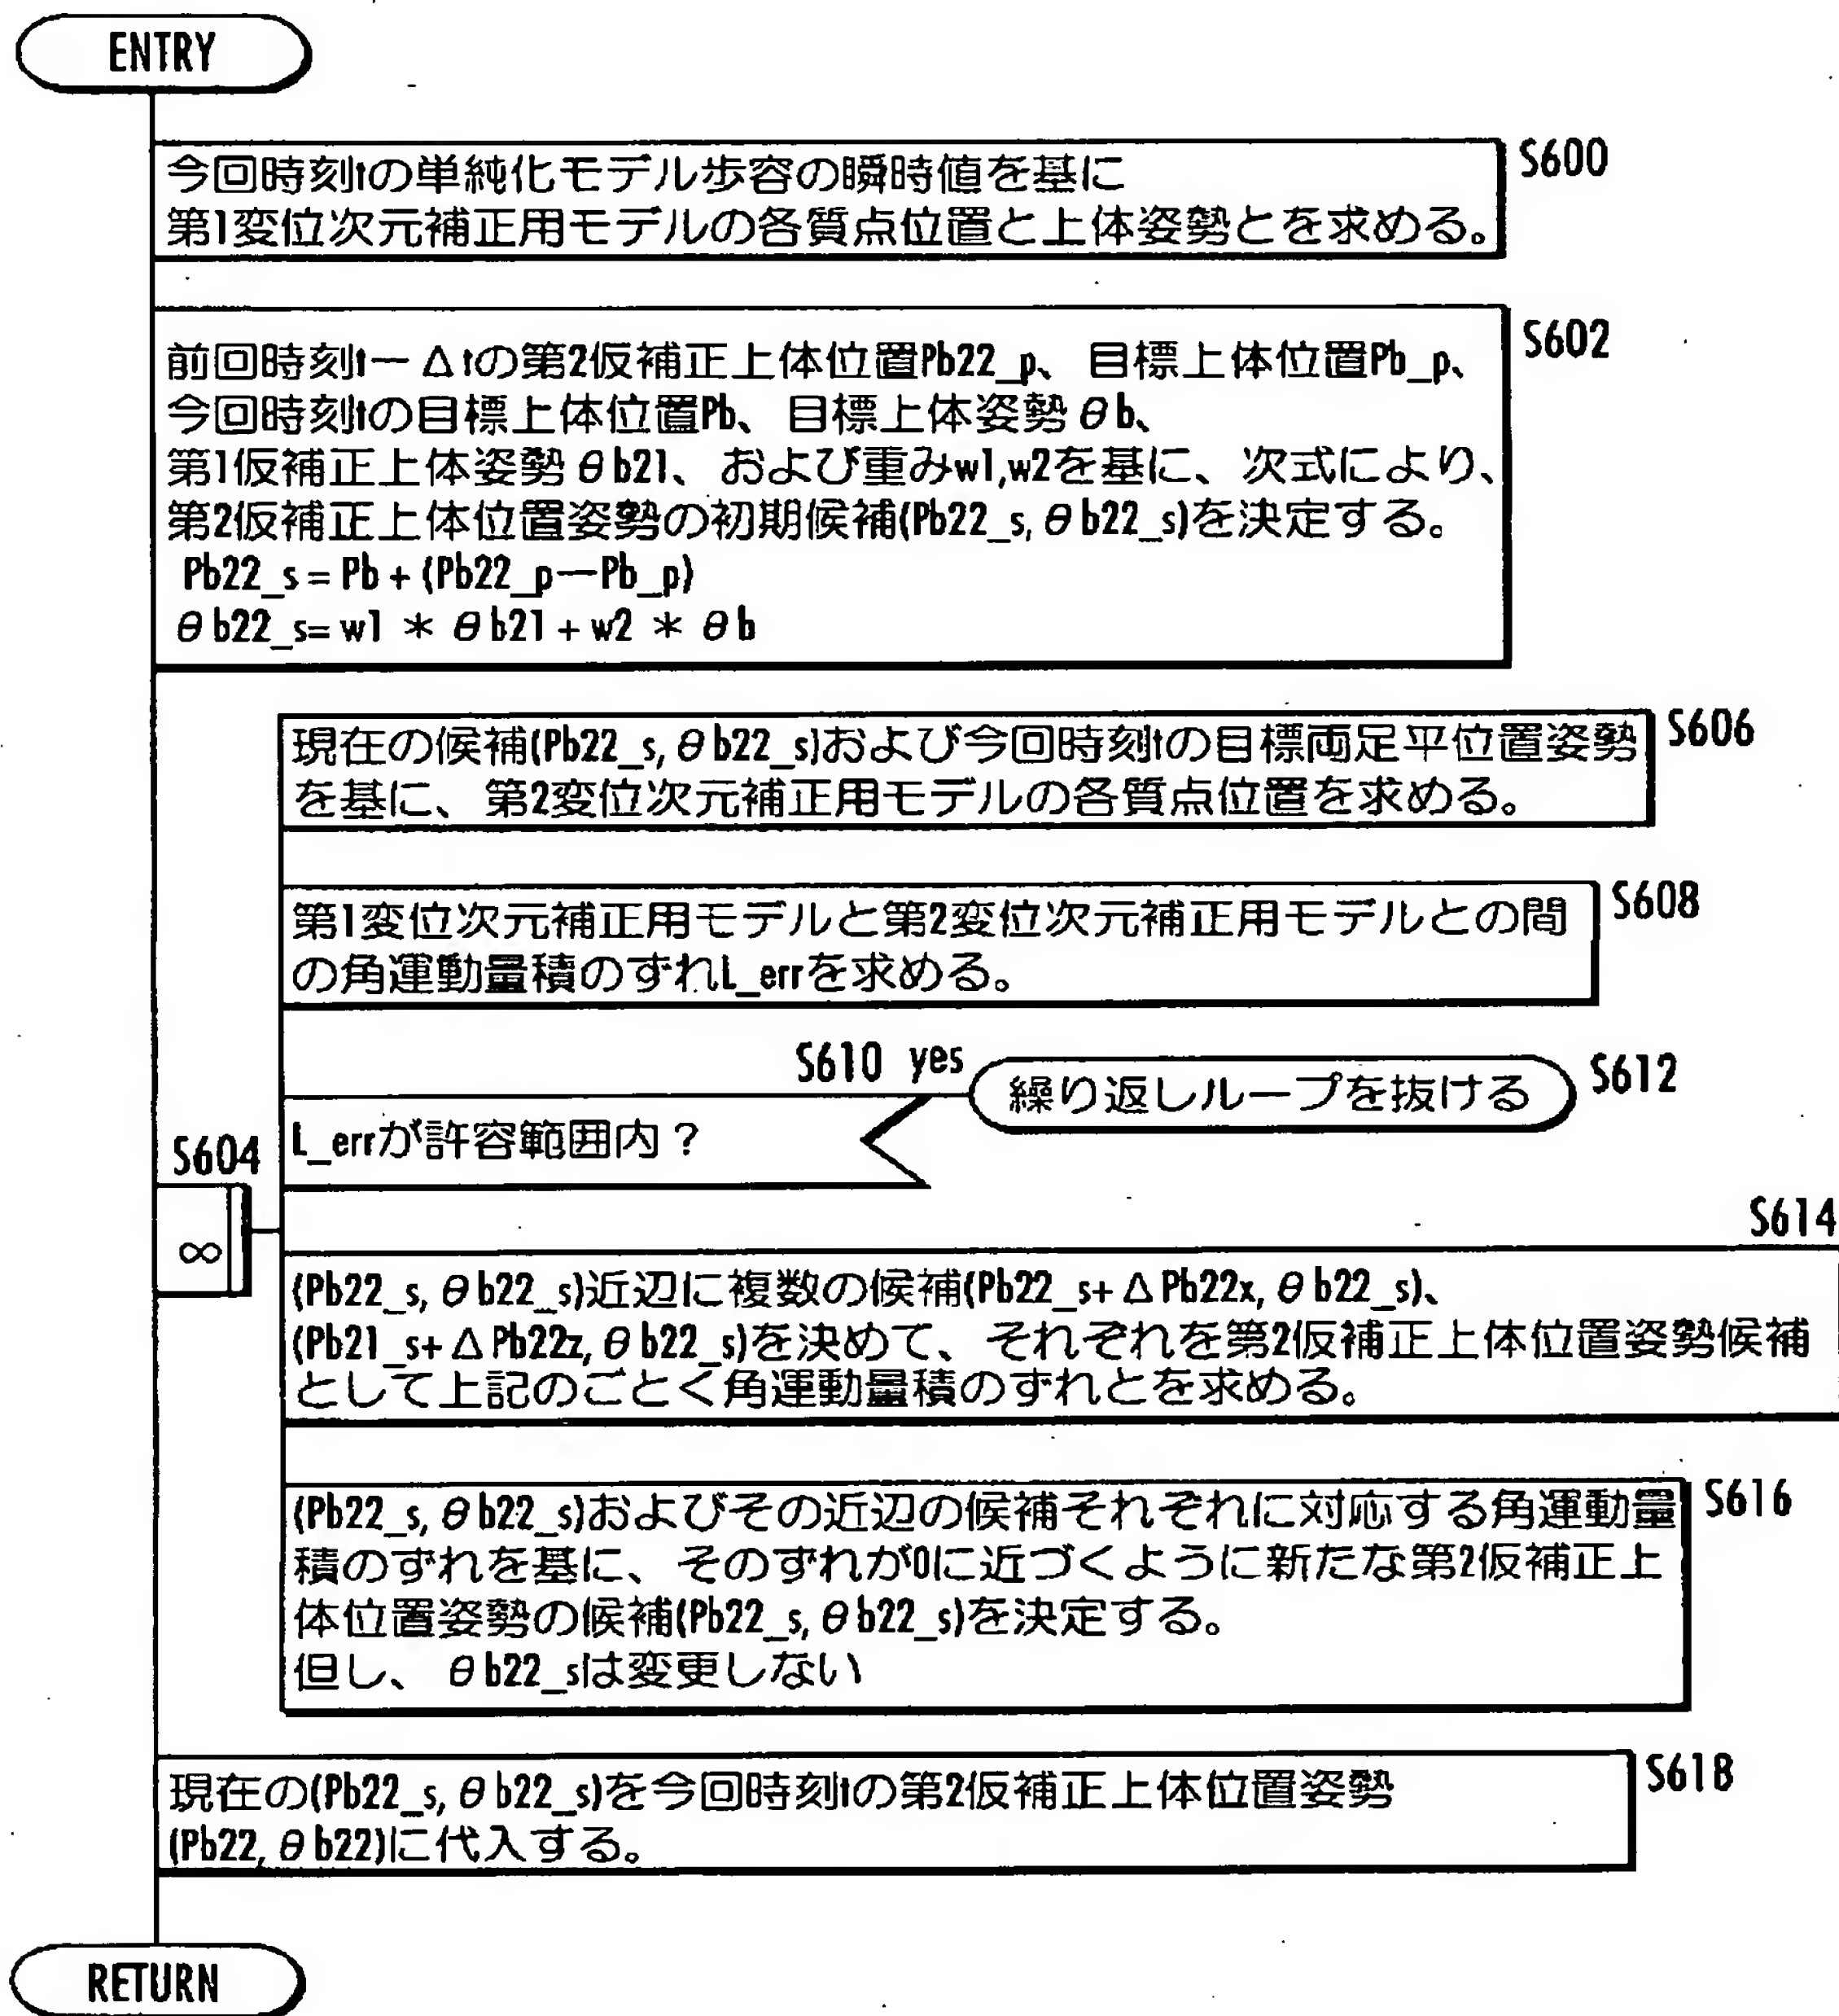 ENTRY
S600
今回時刻tの単純化モデル歩容の瞬時値を基に
第1変位次元補正用モデルの各質点位置と上体姿勢とを求める。
S602
前回時刻t−Δtの第2仮補正上体位置Pb22_p、目標上体位置Pb_p、
今回時刻tの目標上体位置Pb、目標上体姿勢θb、
第1仮補正上体姿勢θb21、および重みw1,w2を基に、次式により、
第2仮補正上体位置姿勢の初期候補(Pb22_s,θb22_s)を決定する。
Pb22_s = Pb + (Pb22_p−Pb_p)
θb22_s= w1 * θb21 + w2 * θb
S606
現在の候補(Pb22_s,θb22_s)および今回時刻tの目標両足平位置姿勢
を基に、第2変位次元補正用モデルの各質点位置を求める。
S608
第1変位次元補正用モデルと第2変位次元補正用モデルとの間
の角運動量積のずれL_errを求める。
S610 yes
繰り返しループを抜ける
S612
L_errが許容範囲内?
S604
∞
S614
(Pb22_s,θb22_s)近辺に複数の候補(Pb22_s+ΔPb22x,θb22_s)、
(Pb21_s+ΔPb22z,θb22_s)を決めて、それぞれを第2仮補正上体位置姿勢候補
として上記のごとく角運動量積のずれとを求める。
S616
(Pb22_s,θb22_s)およびその近辺の候補それぞれに対応する角運動量
積のずれを基に、そのずれが0に近づくように新たな第2仮補正上
体位置姿勢の候補(Pb22_s,θb22_s)を決定する。
但し、θb22_sは変更しない
S618
現在の(Pb22_s,θb22_s)を今回時刻tの第2仮補正上体位置姿勢
(Pb22,θb22)に代入する。
RETURN